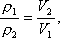 ρ₁/ρ₂ = V₂/V₁,